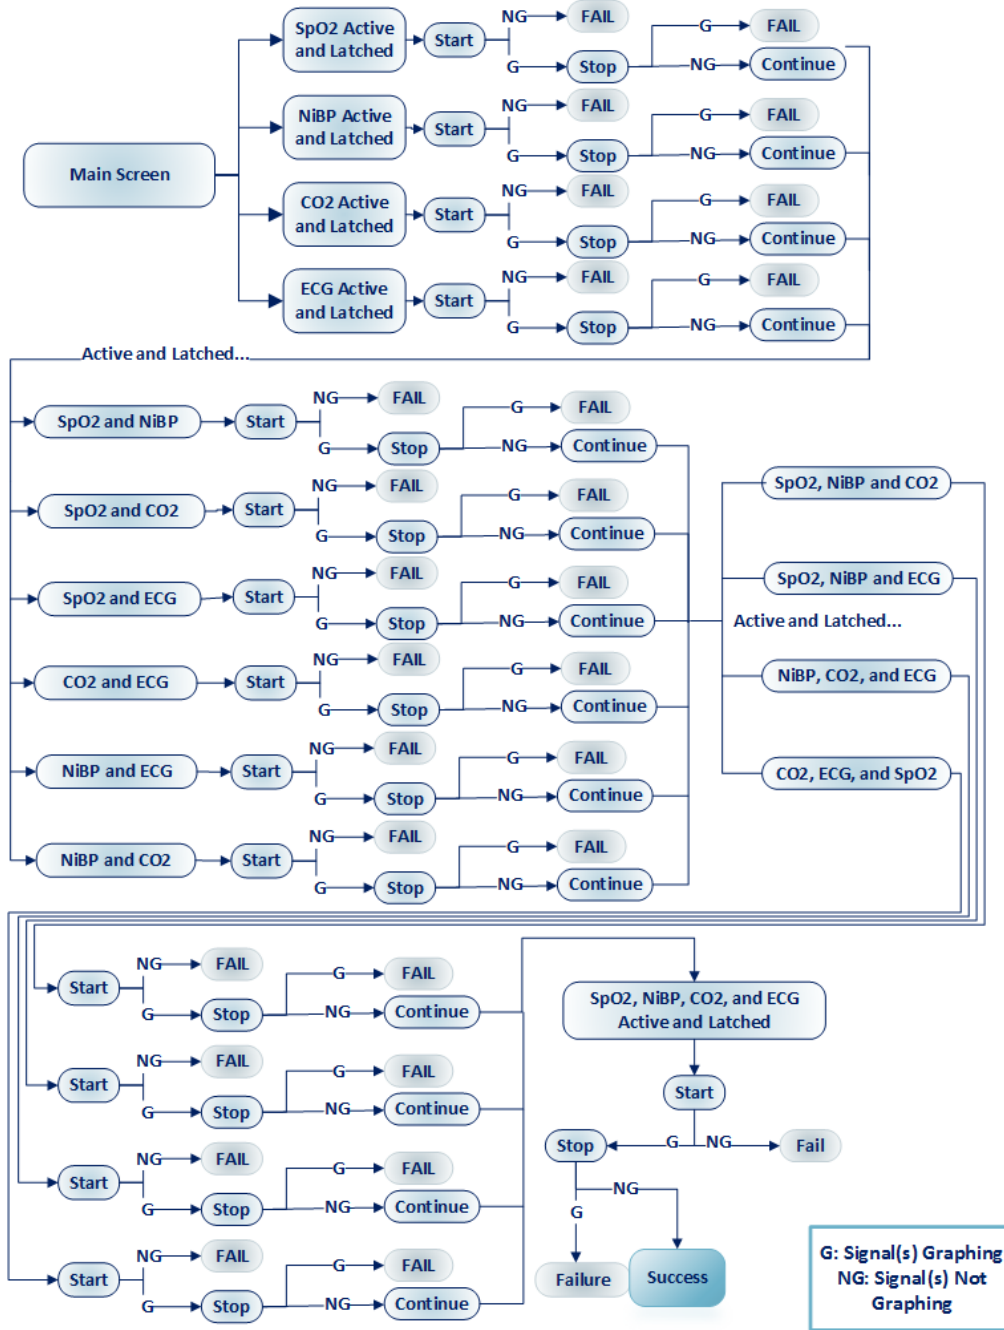 SpO2 Active
and Latched
Start
NG
FAIL
G
Stop
G
FAIL
NG
Continue
NiBP Active
and Latched
Start
NG
FAIL
G
Stop
G
FAIL
NG
Continue
Main Screen
CO2 Active
and Latched
Start
NG
FAIL
G
Stop
G
FAIL
NG
Continue
ECG Active
and Latched
Start
NG
FAIL
G
Stop
G
FAIL
NG
Continue
Active and Latched...
SpO2 and NiBP
Start
NG
FAIL
G
Stop
G
FAIL
NG
Continue
SpO2 and CO2
Start
NG
FAIL
G
Stop
G
FAIL
NG
Continue
SpO2 and ECG
Start
NG
FAIL
G
Stop
G
FAIL
NG
Continue
CO2 and ECG
Start
NG
FAIL
G
Stop
G
FAIL
NG
Continue
NiBP and ECG
Start
NG
FAIL
G
Stop
G
FAIL
NG
Continue
NiBP and CO2
Start
NG
FAIL
G
Stop
G
FAIL
NG
Continue
SpO2, NiBP and CO2
SpO2, NiBP and ECG
Active and Latched...
NiBP, CO2, and ECG
CO2, ECG, and SpO2
Start
NG
FAIL
G
Stop
G
FAIL
NG
Continue
Start
NG
FAIL
G
Stop
G
FAIL
NG
Continue
Start
NG
FAIL
G
Stop
G
FAIL
NG
Continue
Start
NG
FAIL
G
Stop
G
FAIL
NG
Continue
SpO2, NiBP, CO2, and ECG
Active and Latched
Start
Stop
G
NG
Fail
NG
G
Failure
Success
G: Signal(s) Graphing
NG: Signal(s) Not
Graphing